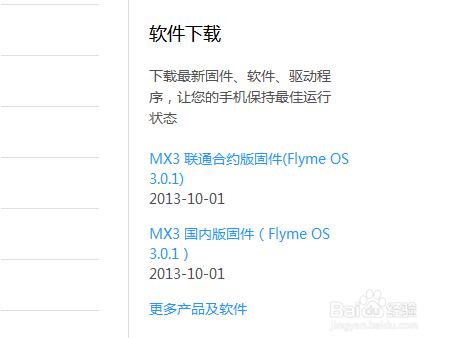 软件下载
下载最新固件、软件、驱动程
序，让您的手机保持最佳运行
状态
MX3 联通合约版固件(Flyme OS
3.0.1)
2013-10-01
MX3 国内版固件（Flyme OS
3.0.1）
2013-10-01
更多产品及软件
Baidu 经验
jingyan.baidu.com